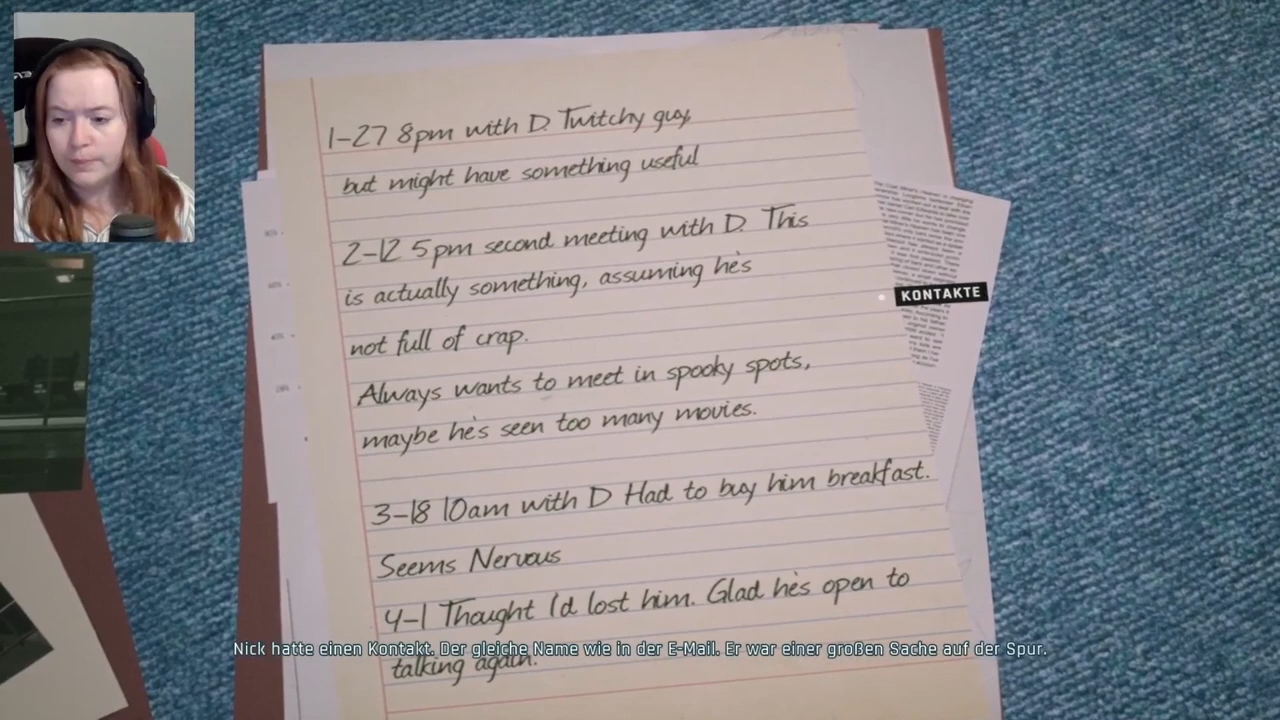 1-27 8pm with D. Twitchy guy,
but might have something useful
2-12 5pm second meeting with D. This
is actually something, assuming he's
not full of crap.
Always wants to meet in spooky spots,
maybe he's seen too many movies.
3-18 10am with D Had to buy him breakfast.
Seems Nervous
4-1 Thought I'd lost him. Glad he's open to
talking again.
KONTAKTE
Nick hatte einen Kontakt. Der gleiche Name wie in der E-Mail. Er war einer großen Sache auf der Spur.